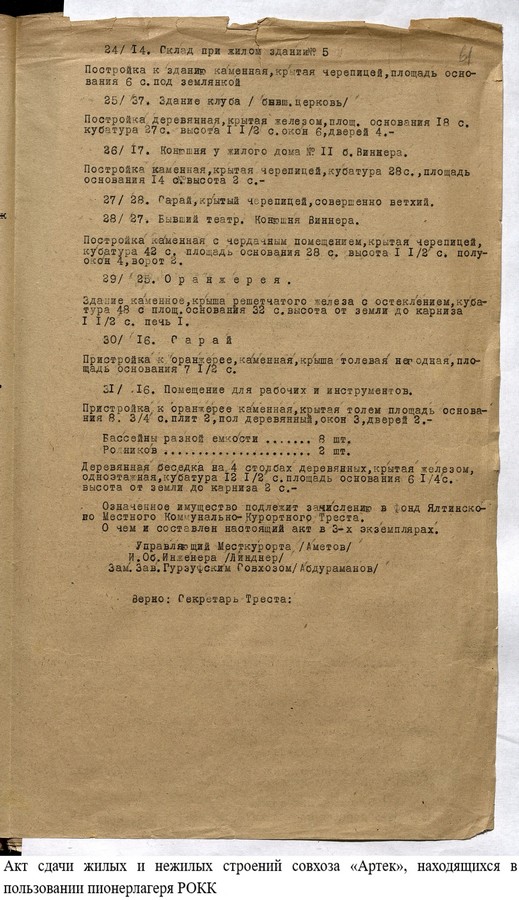 61
24/ 14. Склад при жилом здании № 5
Постройка к зданию каменная, крытая черепицей, площадь осно-
вания 6 с. под землянкой
25/ 37. Здание клуба / бывш. церковь/
Постройка деревянная, крытая железом, площ. основания 18 с.
кубатура 27с. высота 1 1/2 с. окон 6, дверей 4.-
26/ 17. Конюшня у жилого дома № 11 б. Виннера.
Постройка каменная, крытая черепицей, кубатура 28с., площадь
основания 14 с. высота 2 с.-
27/ 28. Сарай, крытый черепицей, совершенно ветхий.
28/ 27. Бывший театр. Конюшня Виннера.
Постройка каменная с чердачным помещением, крытая черепицей,
кубатура 42 с. площадь основания 28 с. высота 1 1/2 с. полу-
окон 4, ворот 2.
29/ 25. О р а н ж е р е я .
Здание каменное, крыша решетчатого железа с остеклением, куба-
тура 48 с площ. основания 32 с. высота от земли до карниза
1 1/2 с. печь 1.
30/ 16. С а р а й
Пристройка к оранжерее, каменная, крыша толевая негодная, пло-
щадь основания 7 1/2 с.
31/ .16. Помещение для рабочих и инструментов.
Пристройка к оранжерее каменная, крытая толем площадь основа-
ния 8. 3/4 с. плит 2, пол деревянный, окон 3, дверей 2.-
Бассейны разной емкости ....... 8 шт.
Родников ..................... 2 шт.
Деревянная беседка на 4 столбах деревянных, крытая железом,
одноэтажная, кубатура 12 1/2 с. площадь основания 6 1/4с.
высота от земли до карниза 2 с.-
Означенное имущество подлежит зачислению в фонд Ялтинско-
го Местного Коммунально-Курортного Треста.
О чем и составлен настоящий акт в 3-х экземплярах.
Управляющий Месткурорта /Аметов/
И.Об.Инженера /Линднер/
Зам.Зав.Гурзуфским Совхозом/Абдураманов/
Верно: Секретарь Треста:
ж
Акт сдачи жилых и нежилых строений совхоза «Артек», находящихся в
пользовании пионерлагеря РОКК